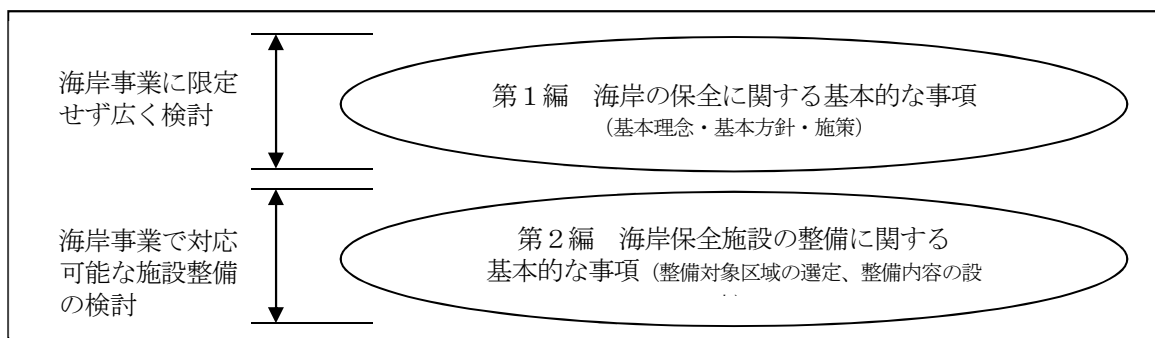 海岸事業に限定
せず広く検討
第１編　海岸の保全に関する基本的な事項
（基本理念・基本方針・施策）
海岸事業で対応
可能な施設整備
の検討
第２編　海岸保全施設の整備に関する
基本的な事項（整備対象区域の選定、整備内容の設